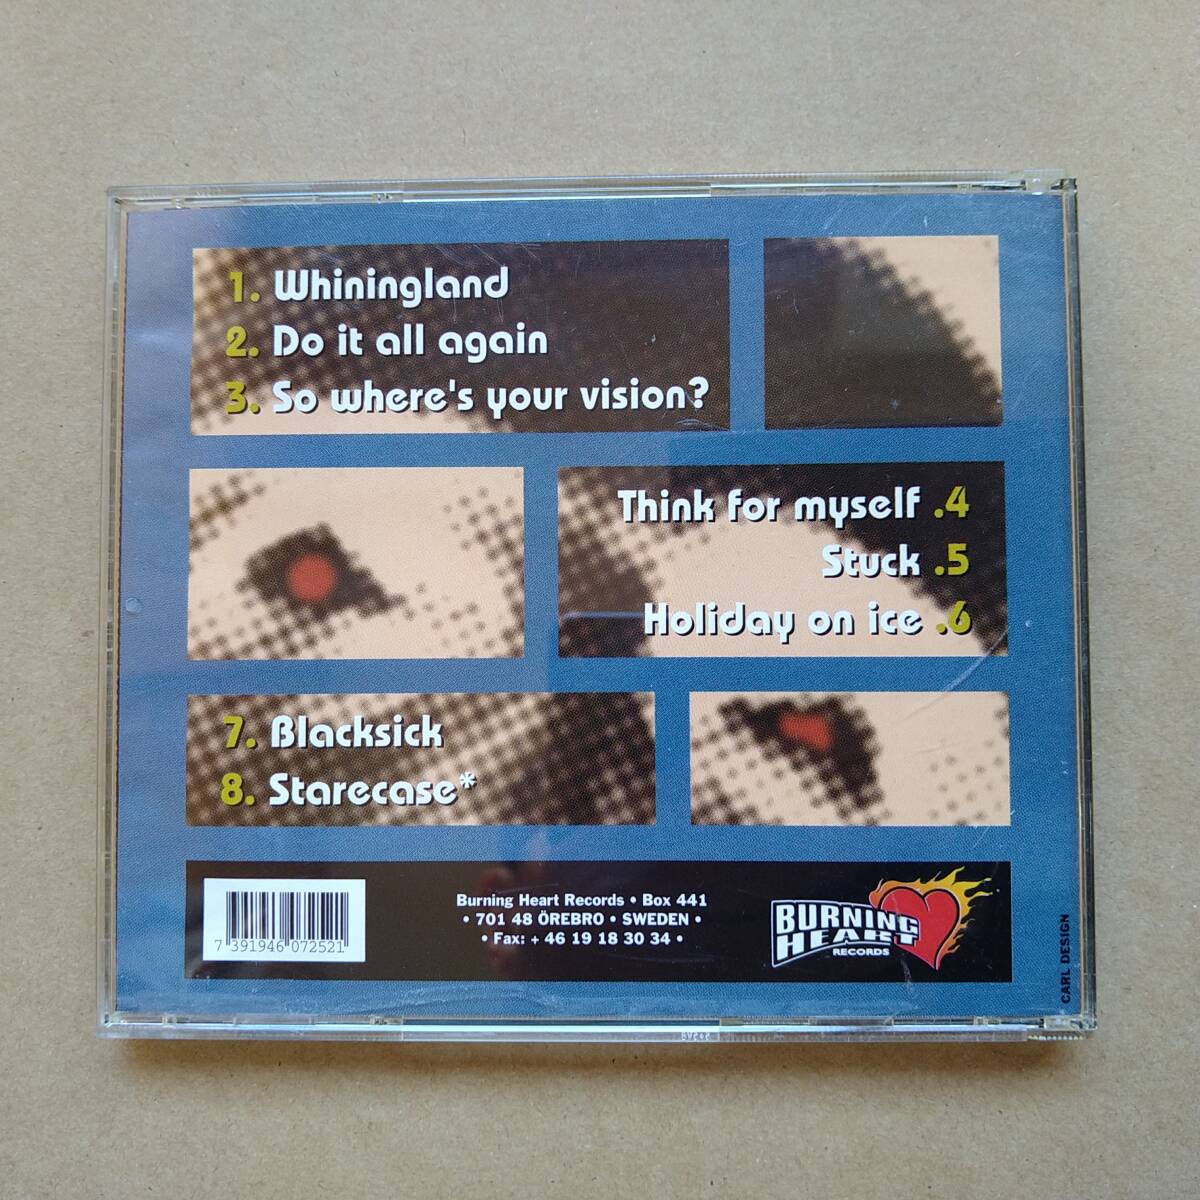 1. Whiningland
2. Do it all again
3. So where's your vision?
Think for myself .4
Stuck .5
Holiday on ice .6
7. Blacksick
8. Starecase*
7 391946 072521
Burning Heart Records • Box 441
• 701 48 ÖREBRO • SWEDEN •
• Fax: + 46 19 18 30 34 •
BURNING
HEART
RECORDS
CARL DESIGN